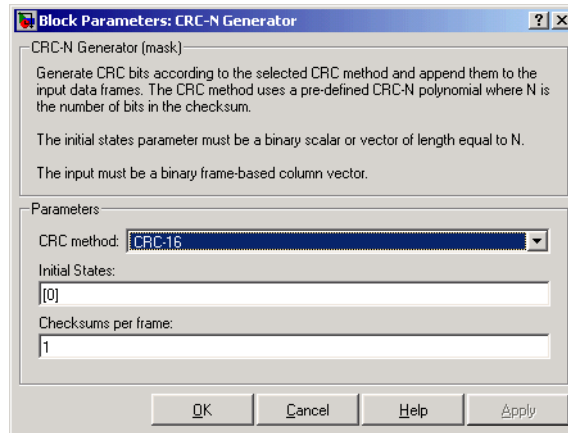 Block Parameters: CRC-N Generator
CRC-N Generator (mask)
Generate CRC bits according to the selected CRC method and append them to the
input data frames. The CRC method uses a pre-defined CRC-N polynomial where N is
the number of bits in the checksum.
The initial states parameter must be a binary scalar or vector of length equal to N.
The input must be a binary frame-based column vector.
Parameters
CRC method: CRC-16
Initial States:
[0]
Checksums per frame:
1
OK Cancel Help Apply